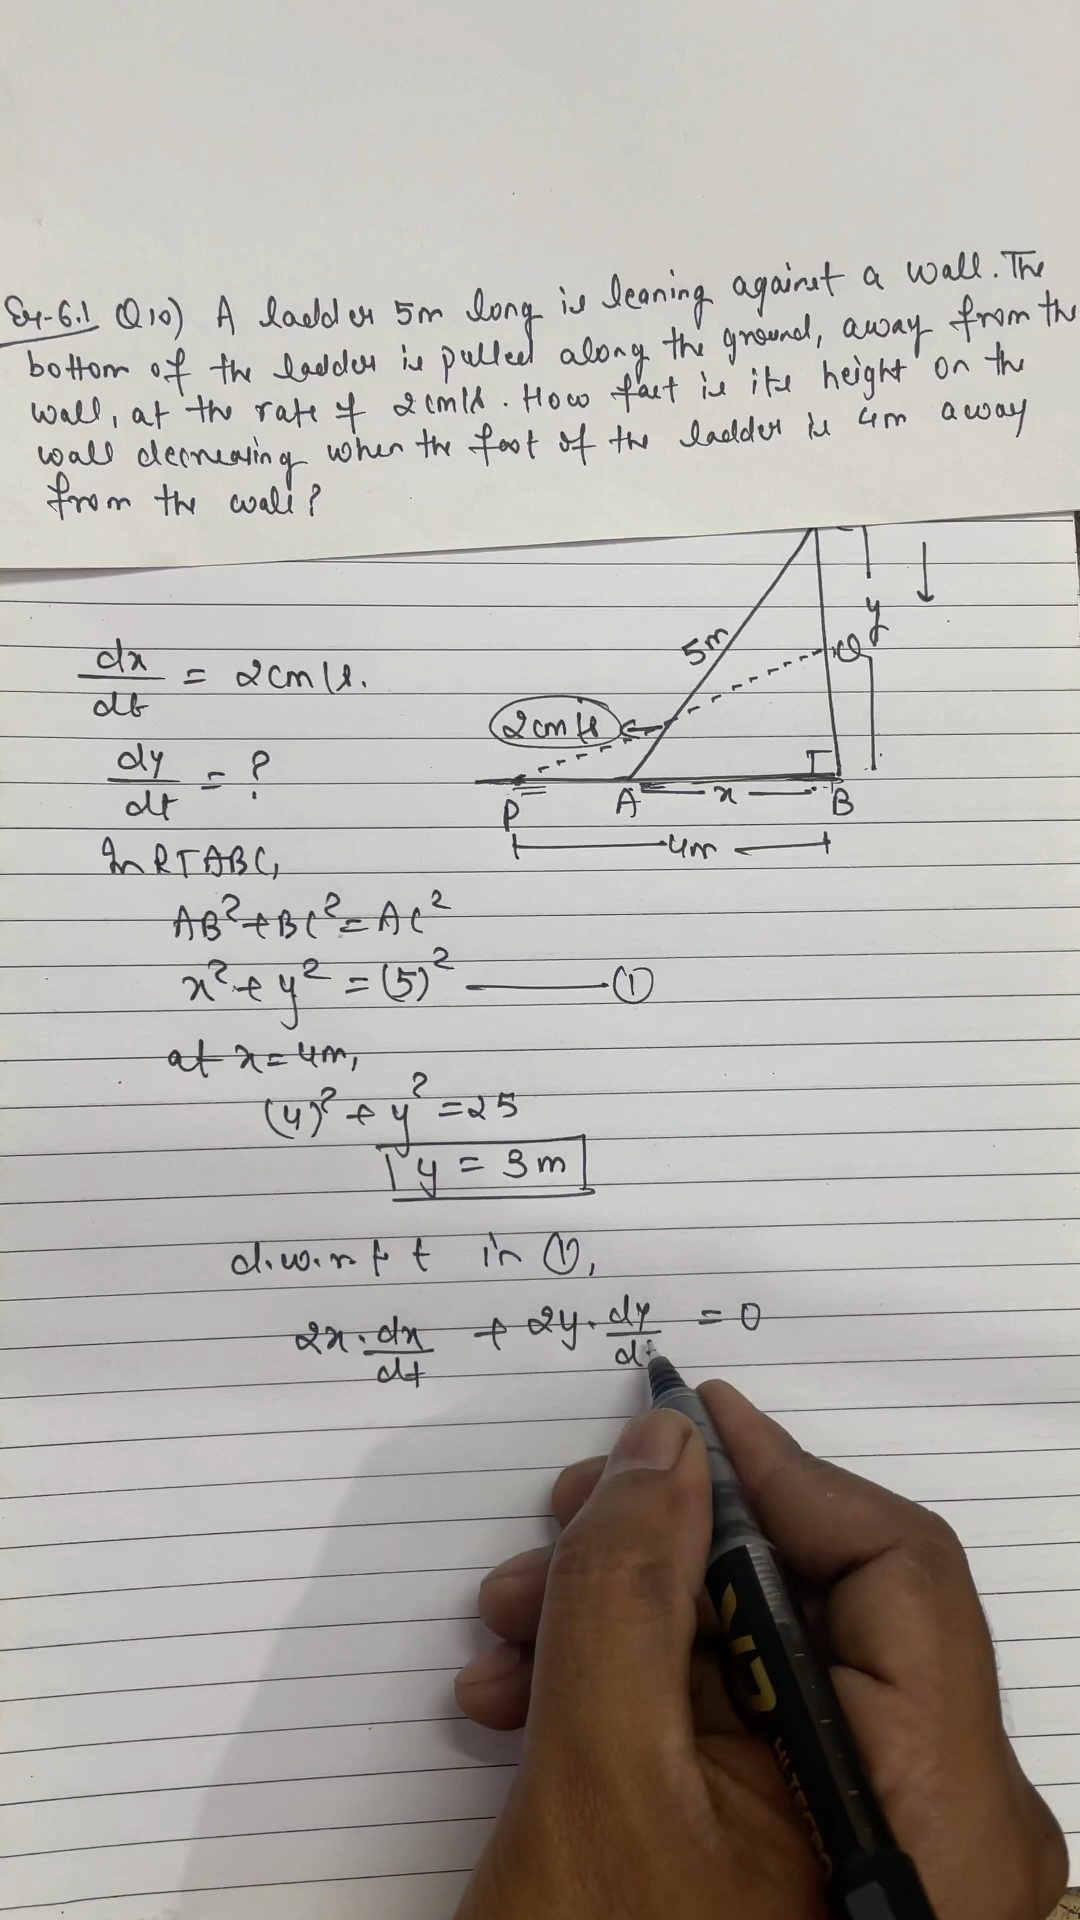 Ex-6.1 Q10) A ladder 5m long is leaning against a wall. The
bottom of the ladder is pulled along the ground, away from the
wall, at the rate of 2cm/s. How fast is its height on the
wall decreasing when the foot of the ladder is 4m away
from the wall?
dx/dt = 2cm/s.
dy/dt = ?
5m
y
Q
2cm/s
P A x B
4m
In RTABC,
AB² + BC² = AC²
x² + y² = (5)² ——— ①
at x = 4m,
(4)² + y² = 25
y = 3m
d.w.r.t t in ①,
2x · dx/dt + 2y · dy/dt = 0